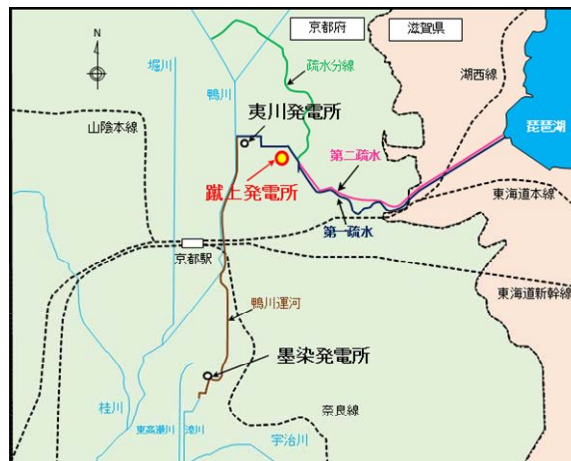 京都府
滋賀県
N
堀川
疏水分線
湖西線
鴨川
夷川発電所
琵琶湖
山陰本線
第二疏水
蹴上発電所
東海道本線
第一疏水
京都駅
東海道新幹線
鴨川運河
墨染発電所
桂川
奈良線
東高瀬川
宇治川